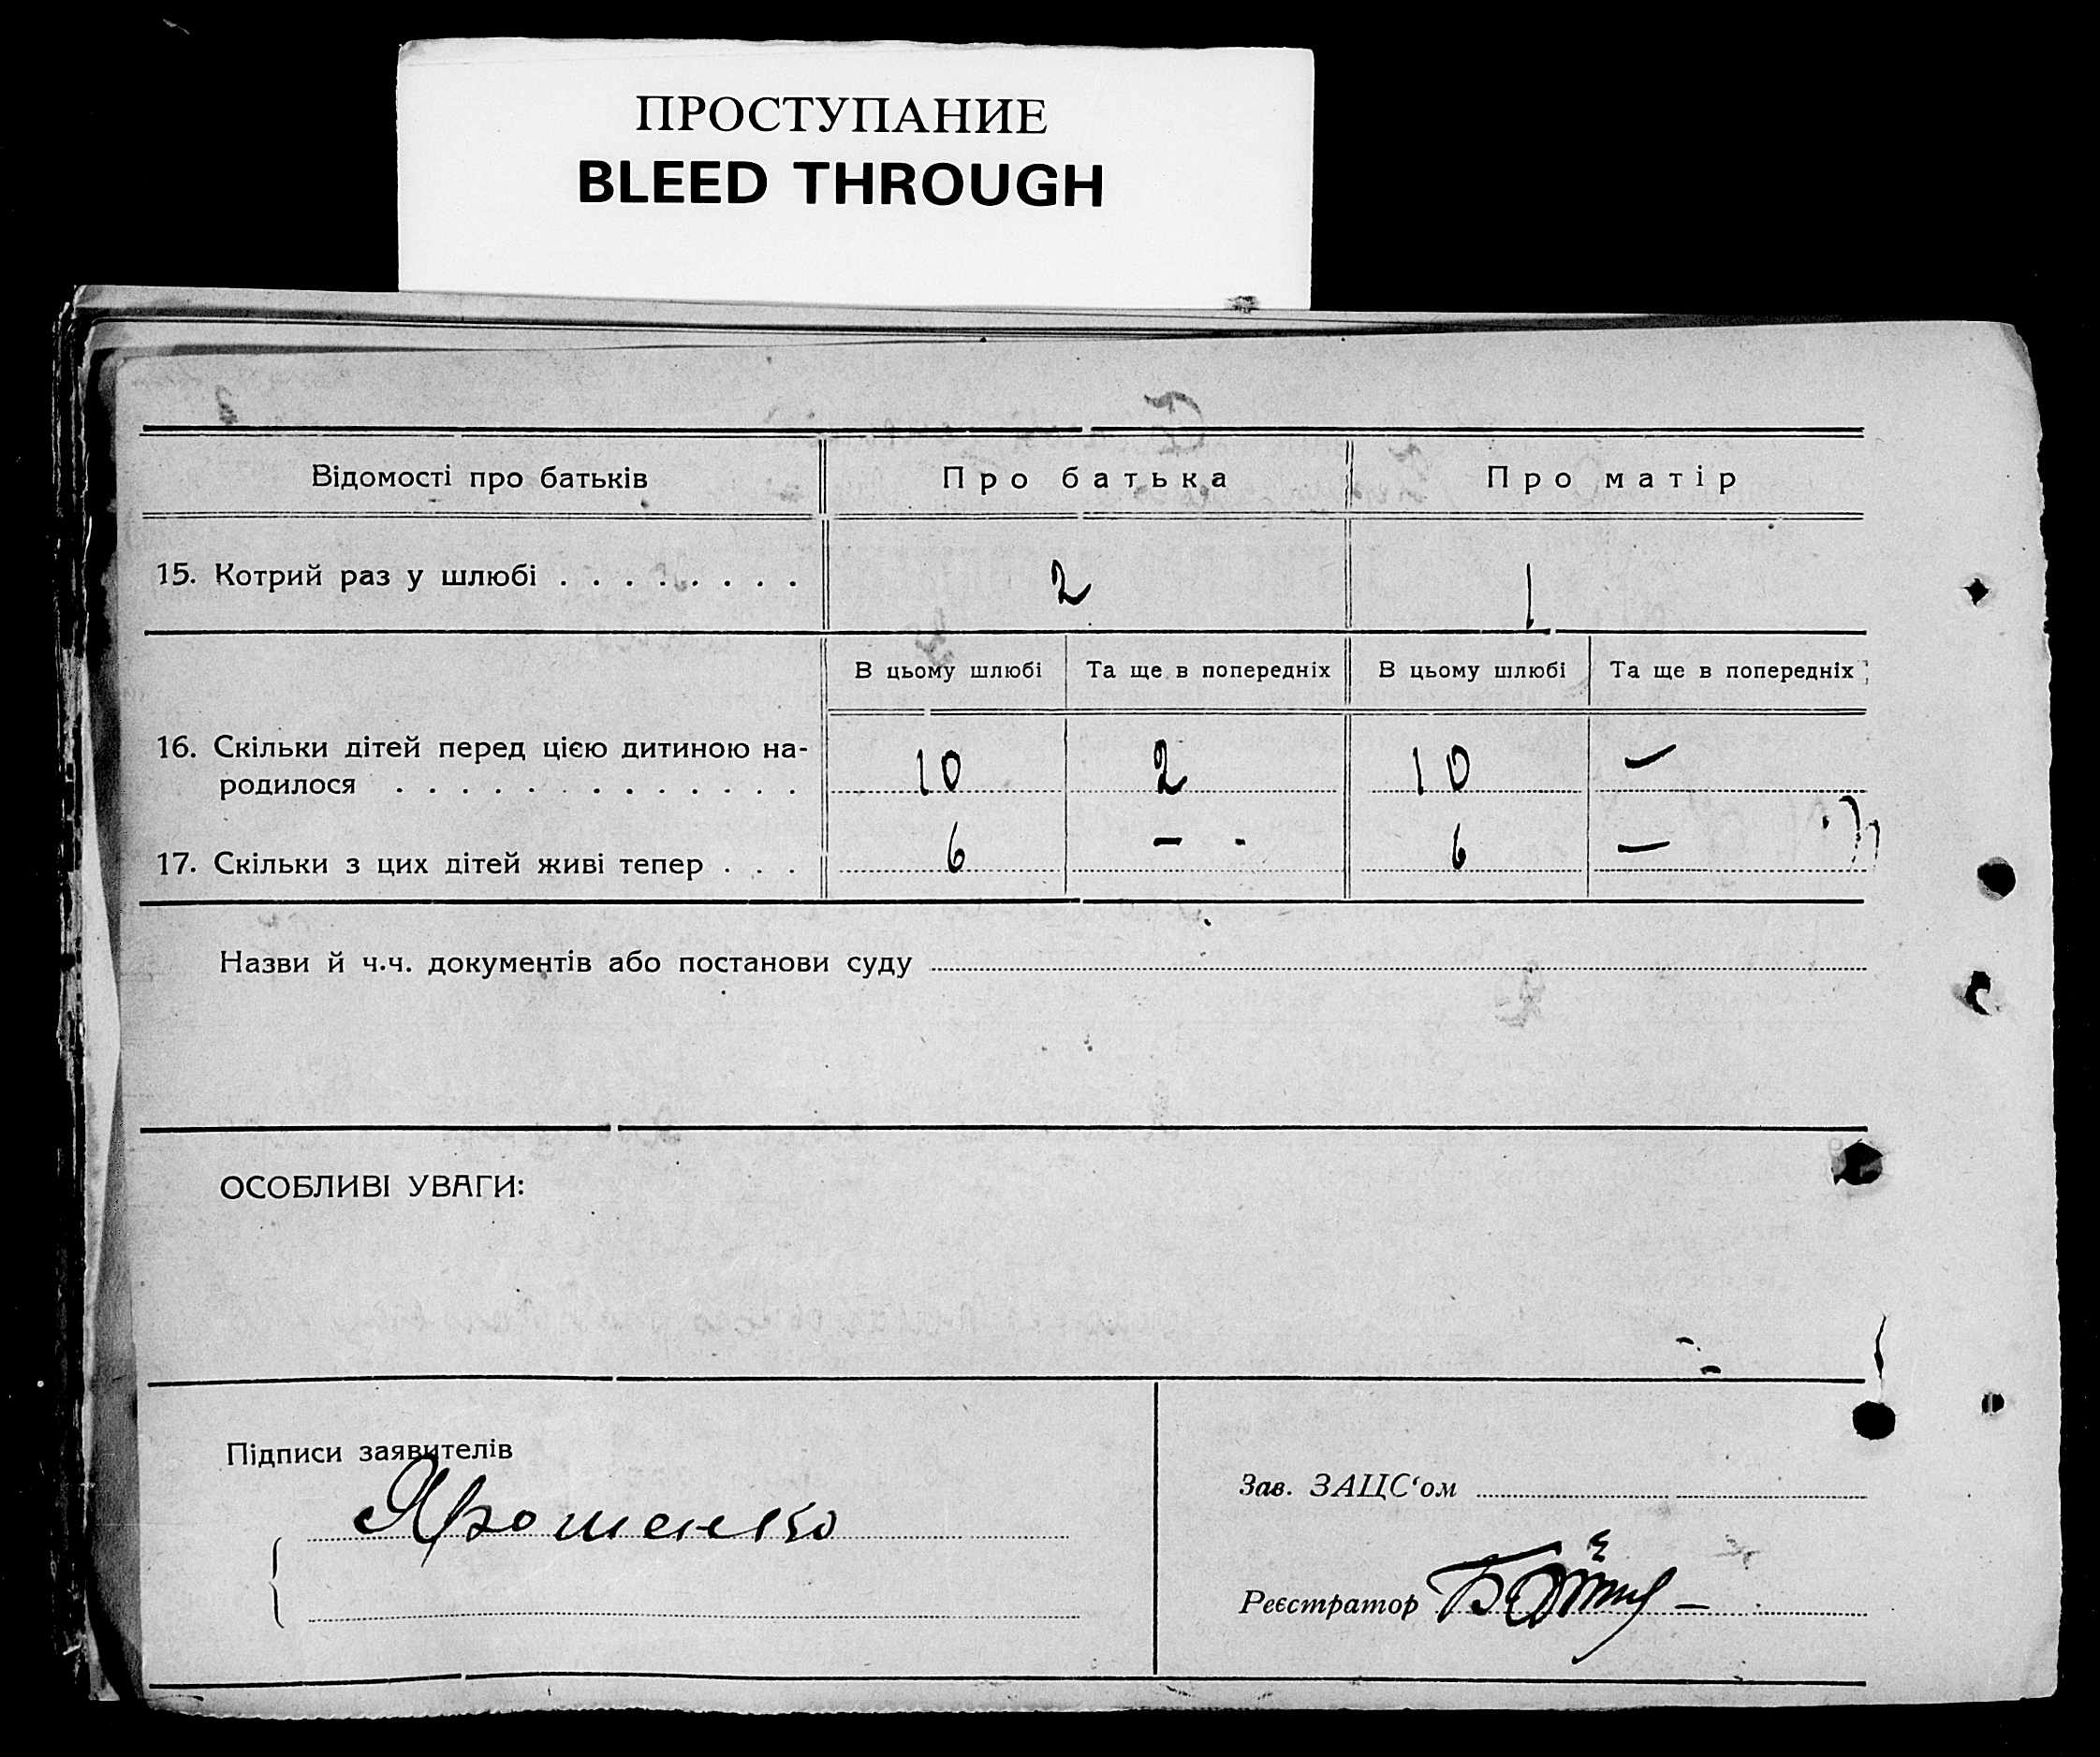 ПРОСТУПАНИЕ
BLEED THROUGH
Відомості про батьків Про батька Про матір
15. Котрий раз у шлюбі . . . . . . . . 2 1
В цьому шлюбі Та ще в попередніх В цьому шлюбі Та ще в попередніх
16. Скільки дітей перед цією дитиною на-
родилося . . . . . . . . . . . . . 10 2 10 —
17. Скільки з цих дітей живі тепер . . . 6 — - 6 —
Назви й ч.ч. документів або постанови суду
ОСОБЛИВІ УВАГИ:
Підписи заявителів
Ярошенко
Зав. ЗАЦС‘ом
Реєстратор